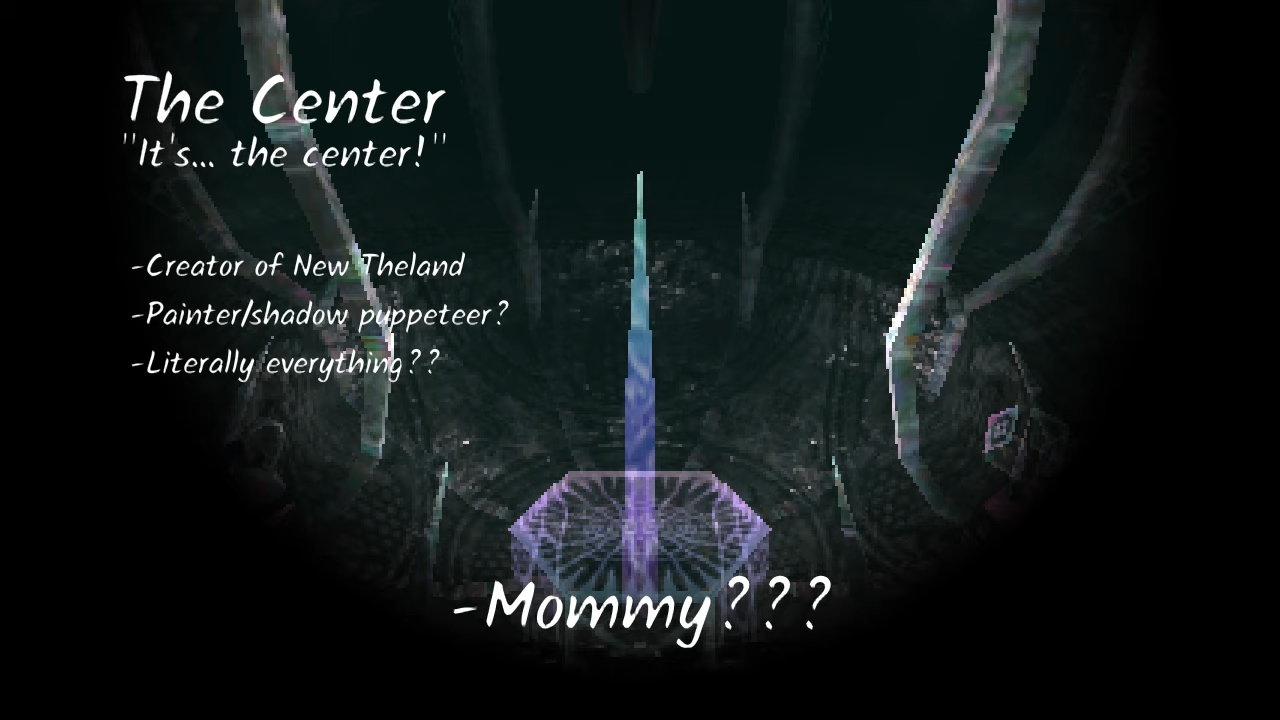 The Center
"It's... the center!"
-Creator of New Theland
-Painter/shadow puppeteer?
-Literally everything??
-Mommy???